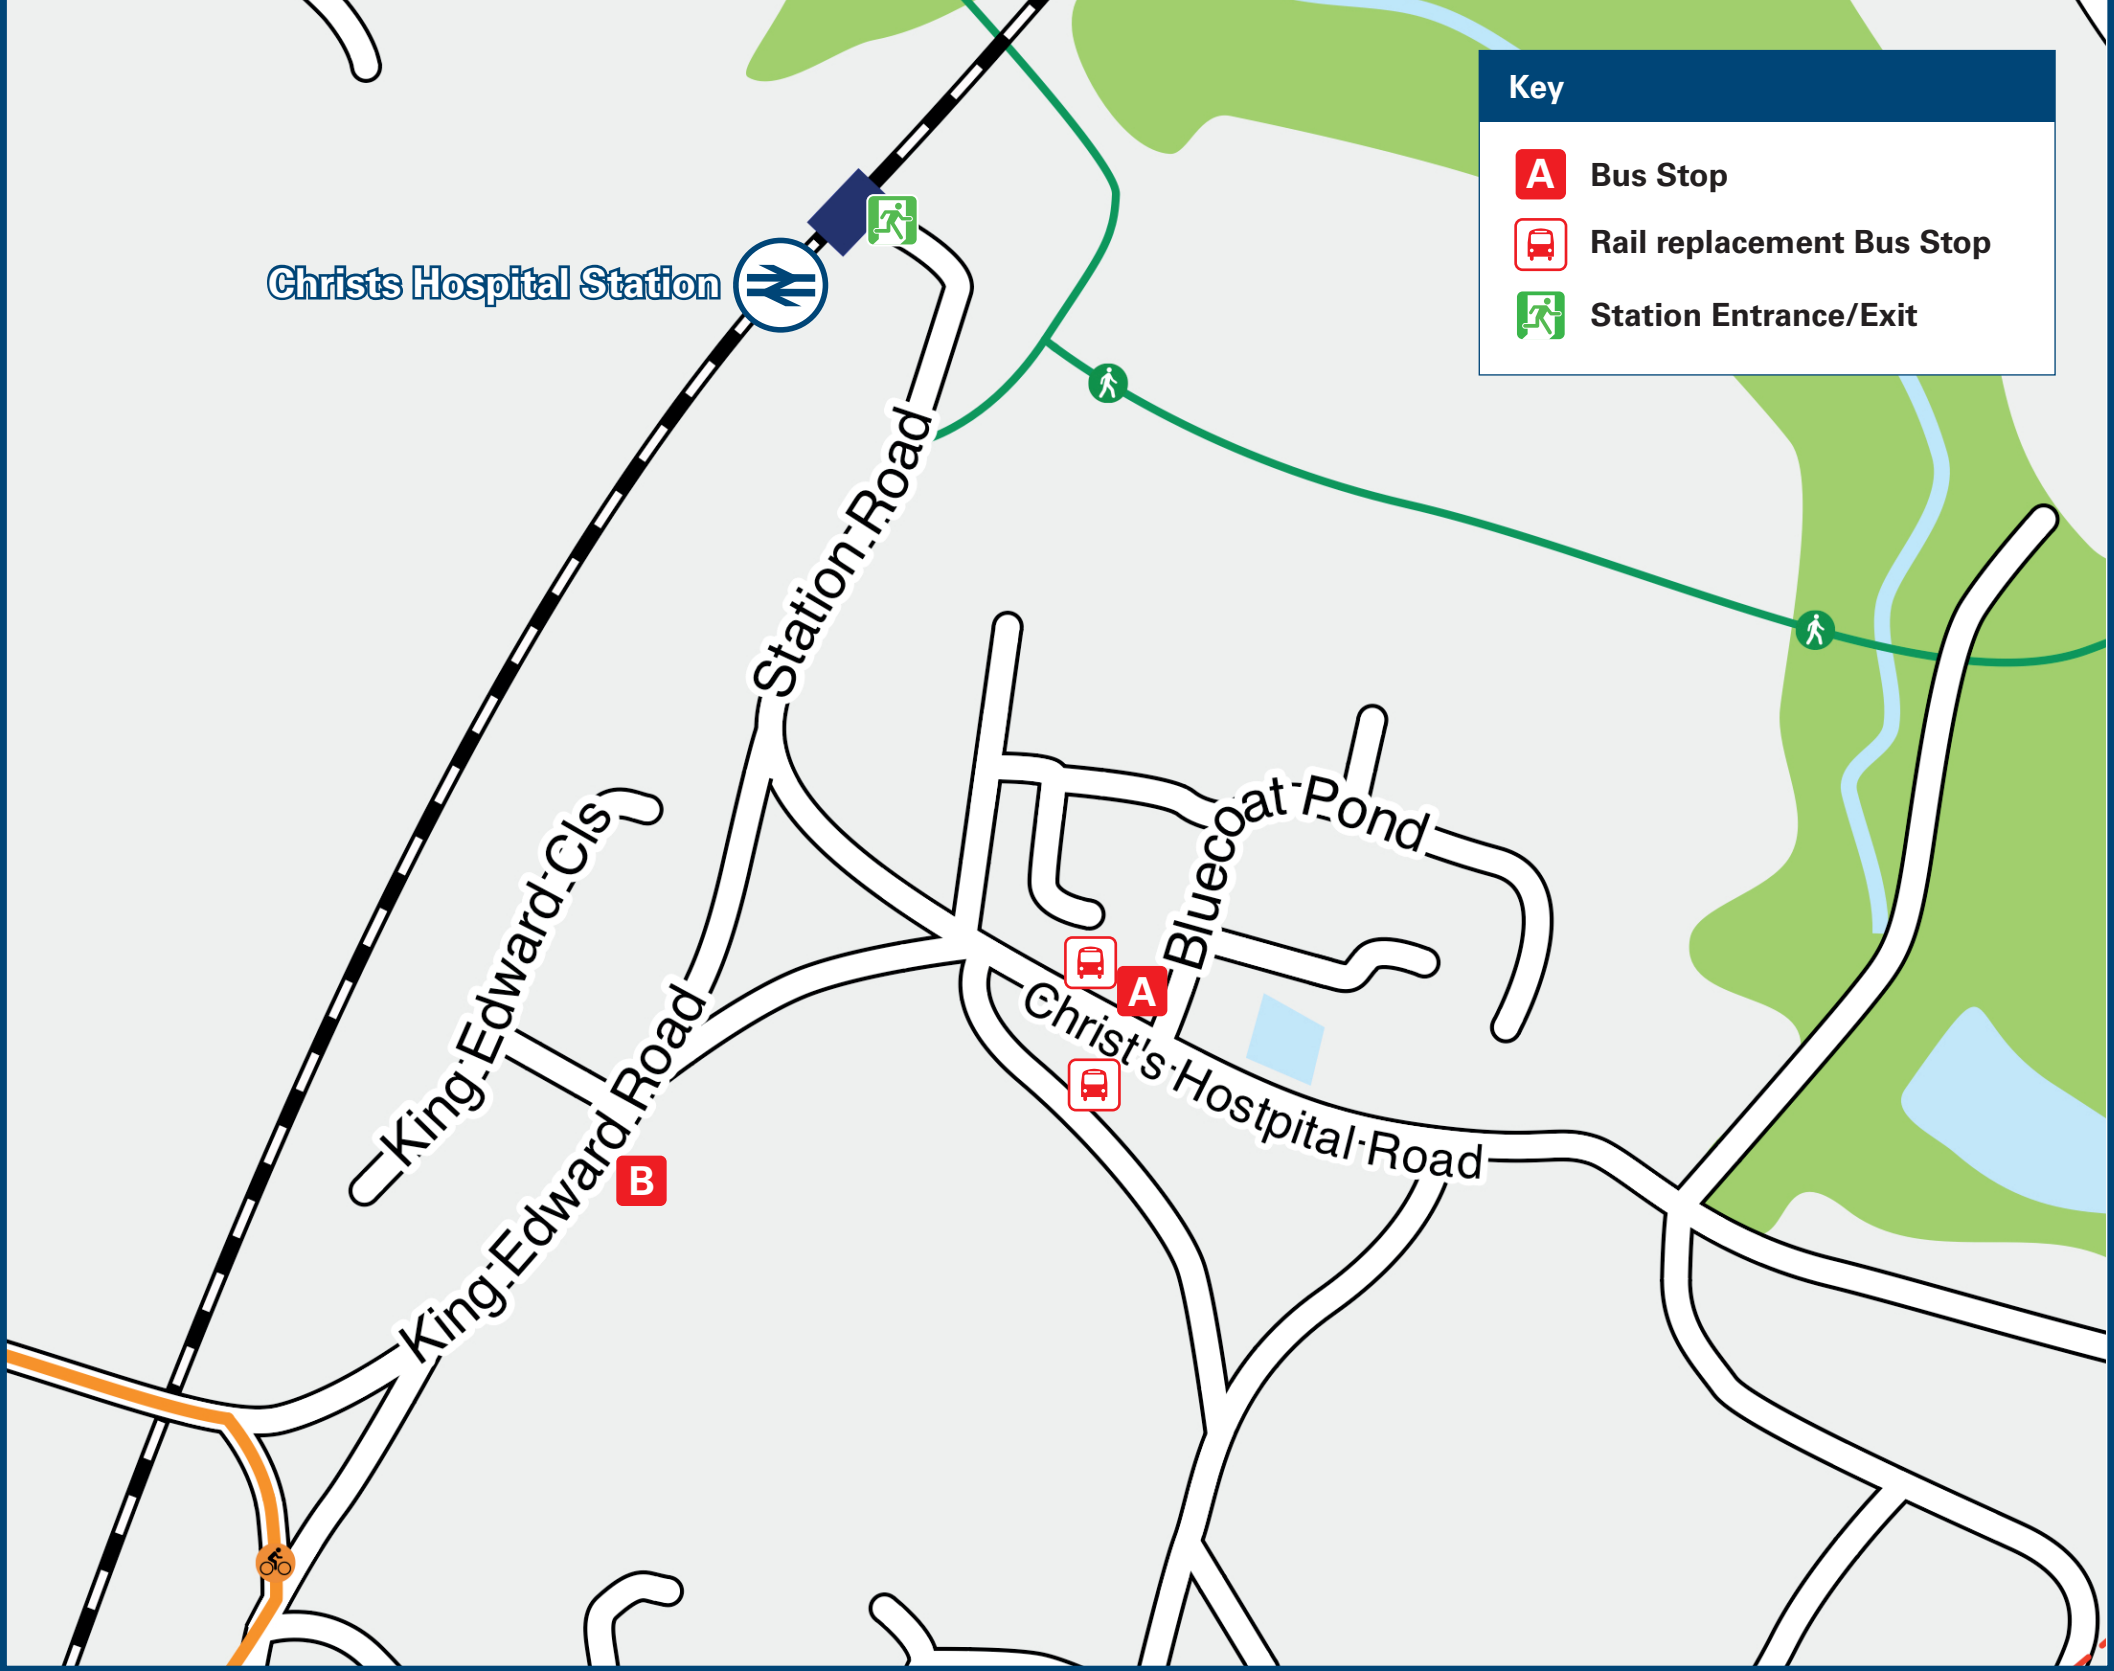 Key
A Bus Stop
Rail replacement Bus Stop
Station Entrance/Exit
Christs Hospital Station
Station Road
Bluecoat Pond
King Edward Cls
A
Christ's Hostpital Road
King Edward Road
B